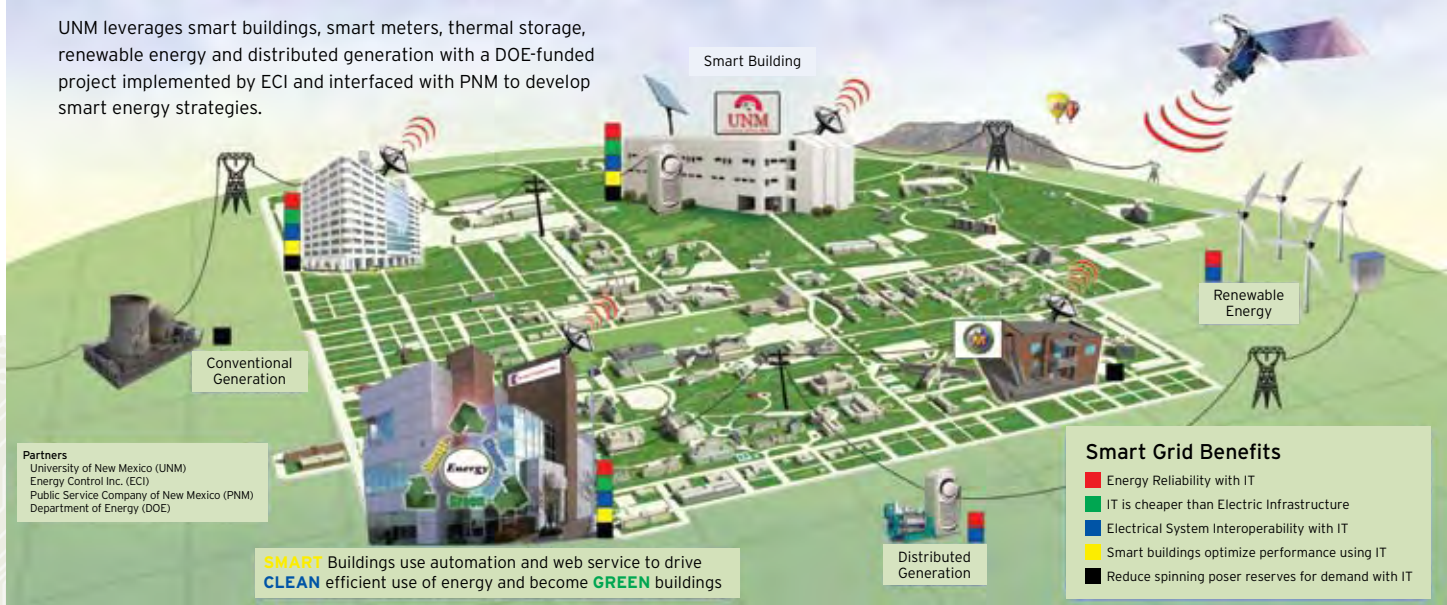 UNM leverages smart buildings, smart meters, thermal storage,
renewable energy and distributed generation with a DOE-funded
project implemented by ECI and interfaced with PNM to develop
smart energy strategies.
Smart Building
UNM
Renewable
Energy
Conventional
Generation
Energy
Green
Partners
University of New Mexico (UNM)
Energy Control Inc. (ECI)
Public Service Company of New Mexico (PNM)
Department of Energy (DOE)
SMART Buildings use automation and web service to drive
CLEAN efficient use of energy and become GREEN buildings
Distributed
Generation
Smart Grid Benefits
Energy Reliability with IT
IT is cheaper than Electric Infrastructure
Electrical System Interoperability with IT
Smart buildings optimize performance using IT
Reduce spinning poser reserves for demand with IT